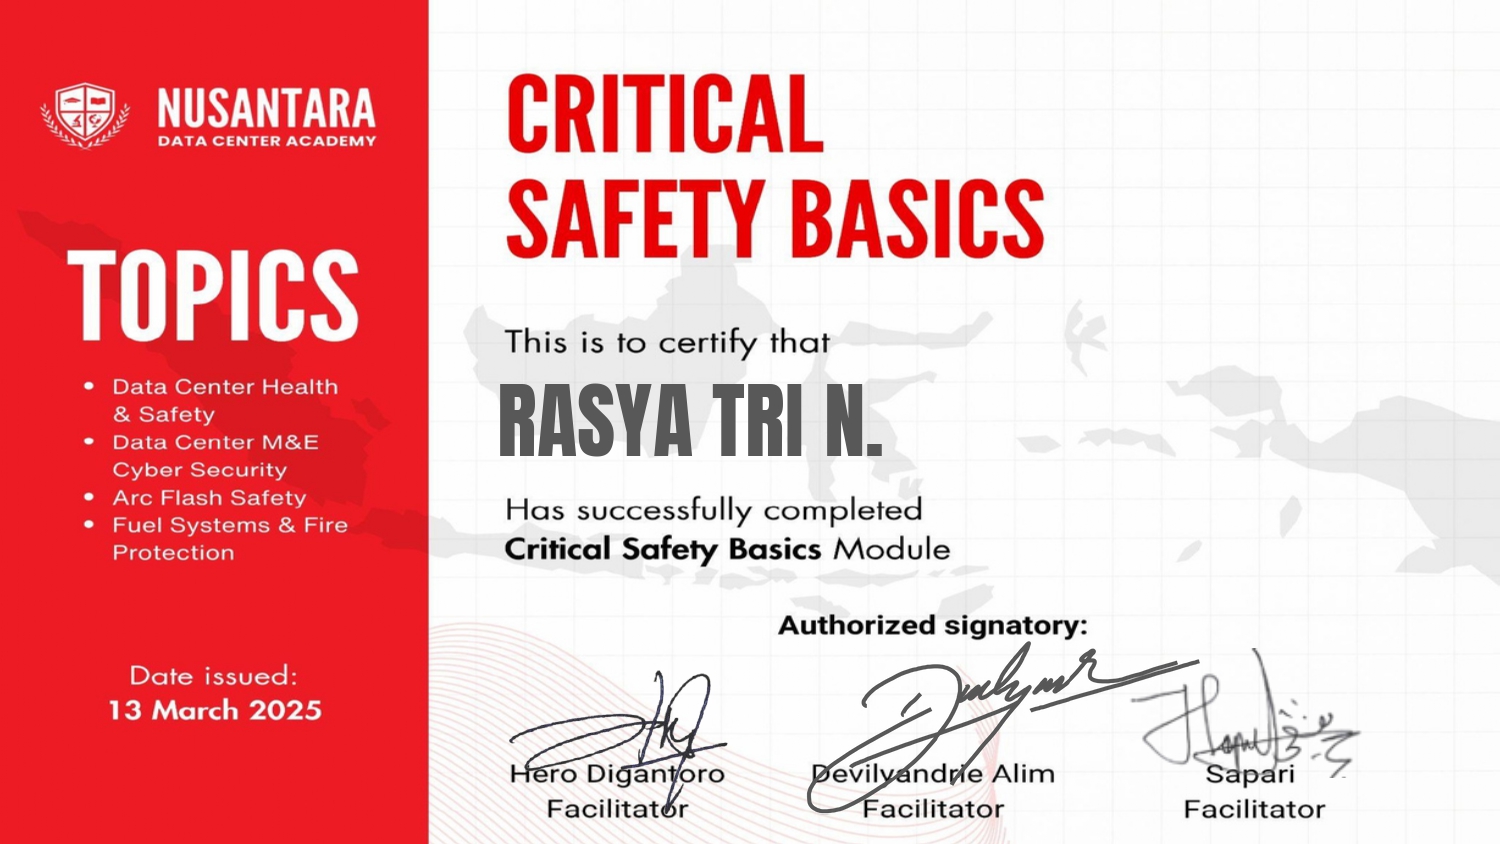 NUSANTARA
DATA CENTER ACADEMY
TOPICS
• Data Center Health
& Safety
• Data Center M&E
Cyber Security
• Arc Flash Safety
• Fuel Systems & Fire
Protection
Date issued:
13 March 2025
CRITICAL
SAFETY BASICS
This is to certify that
RASYA TRI N.
Has successfully completed
Critical Safety Basics Module
Authorized signatory:
Hero Digantoro
Facilitator
Devilvandrie Alim
Facilitator
Sapari
Facilitator